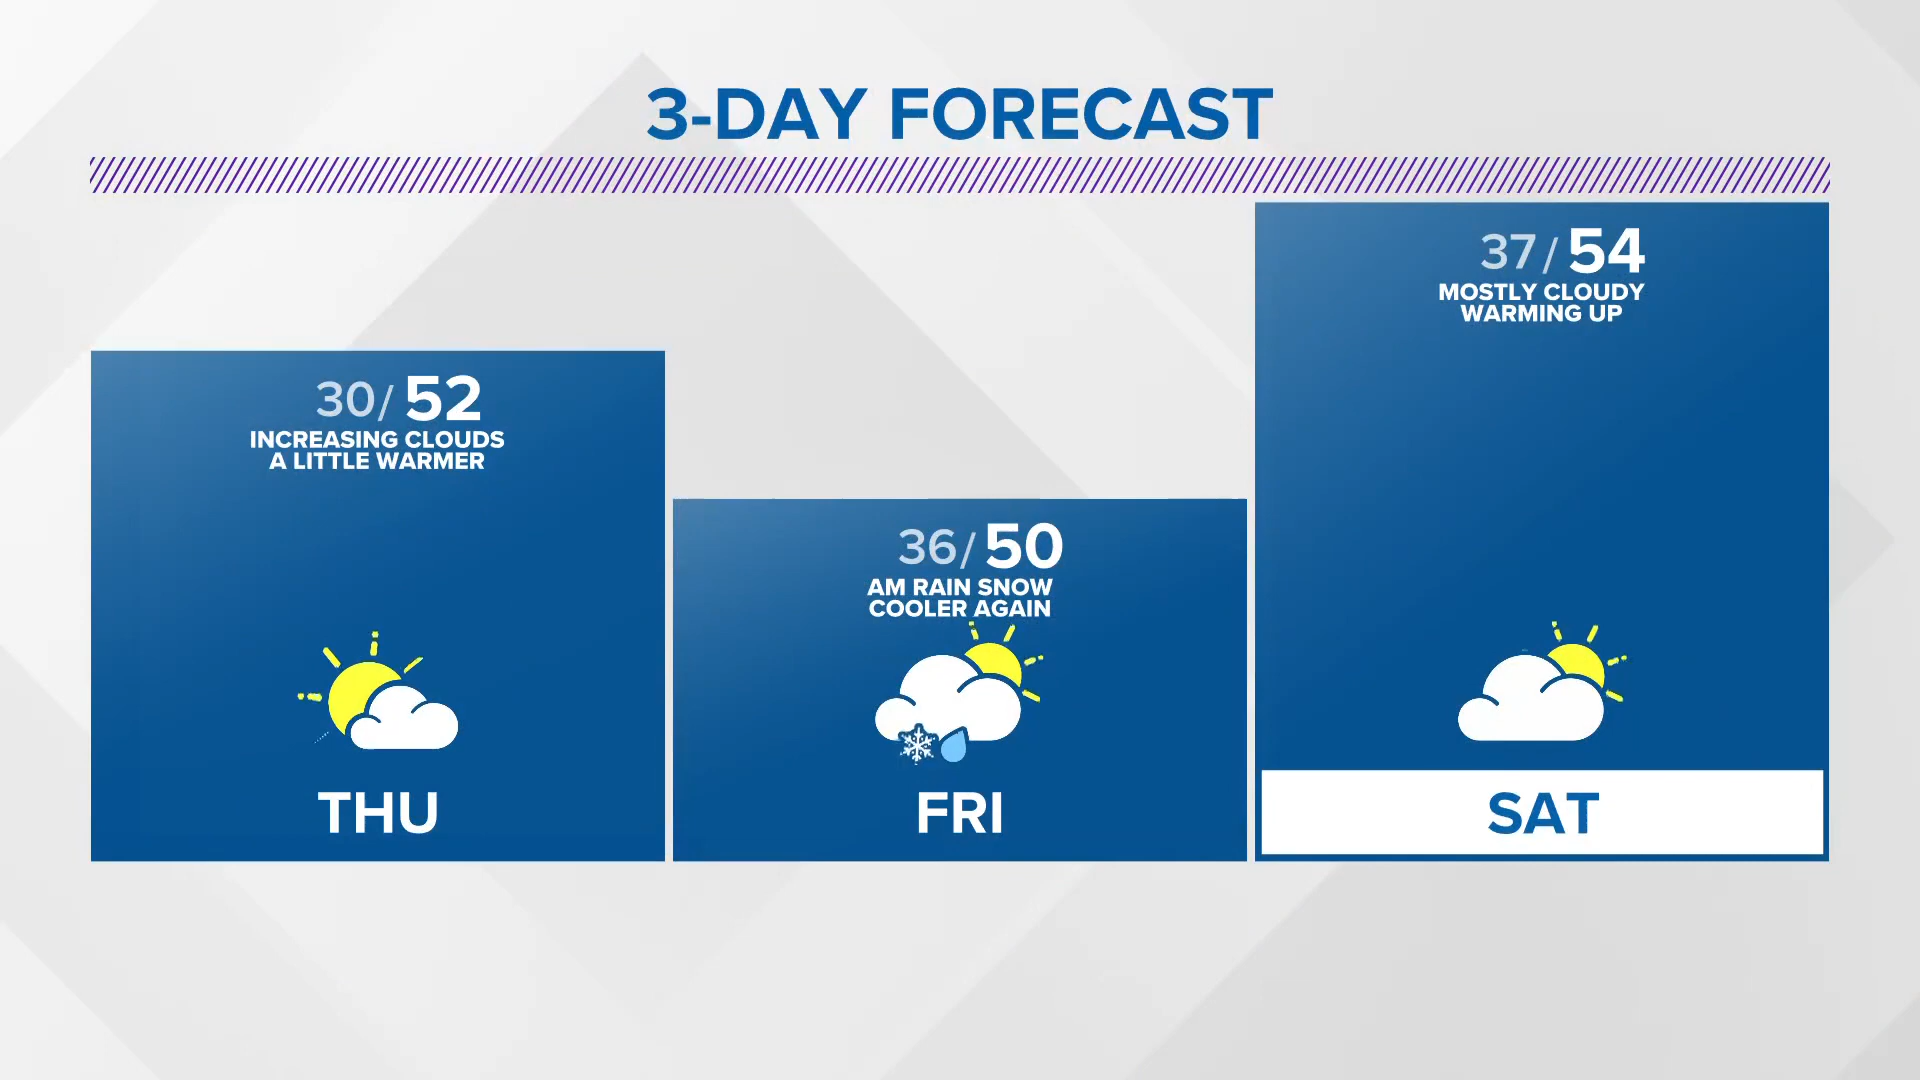 3-DAY FORECAST
30/52
INCREASING CLOUDS
A LITTLE WARMER
THU
36/50
AM RAIN SNOW
COOLER AGAIN
FRI
37/54
MOSTLY CLOUDY
WARMING UP
SAT